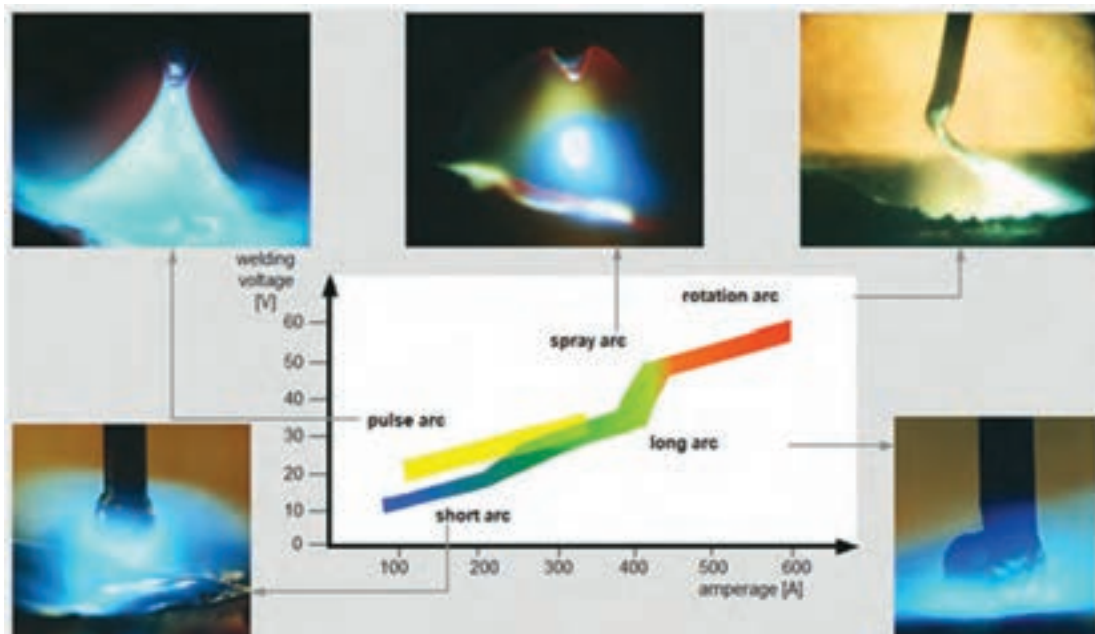 welding
voltage
[V]
60
50
40
30
20
10
0
rotation arc
spray arc
pulse arc
long arc
short arc
100
200
300
400
500
600
amperage [A]